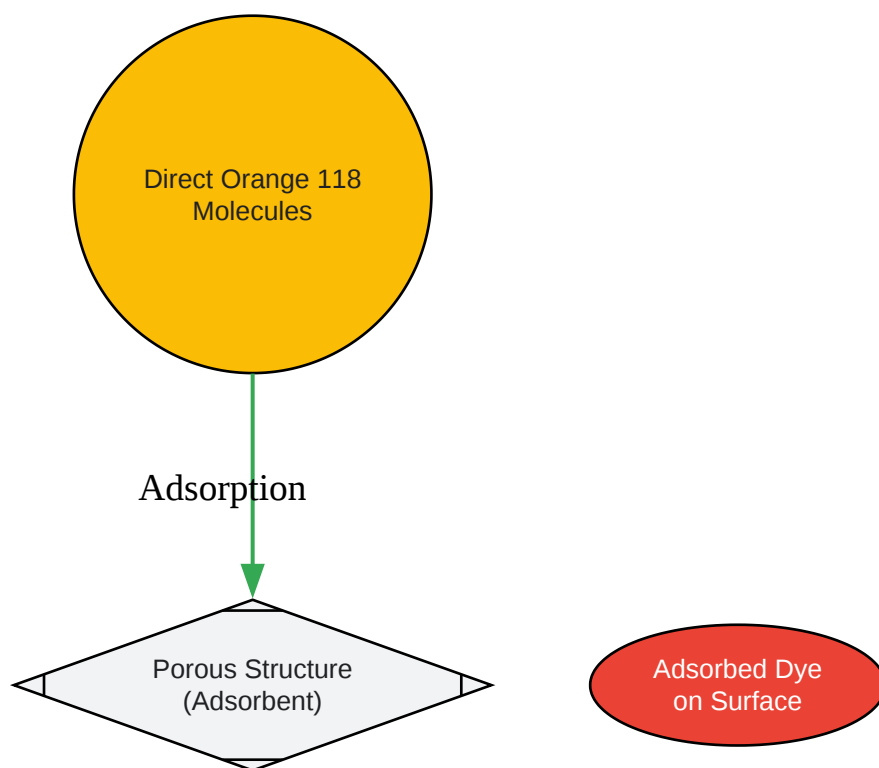 Direct Orange 118
Molecules
Adsorption
Porous Structure
(Adsorbent)
Adsorbed Dye
on Surface